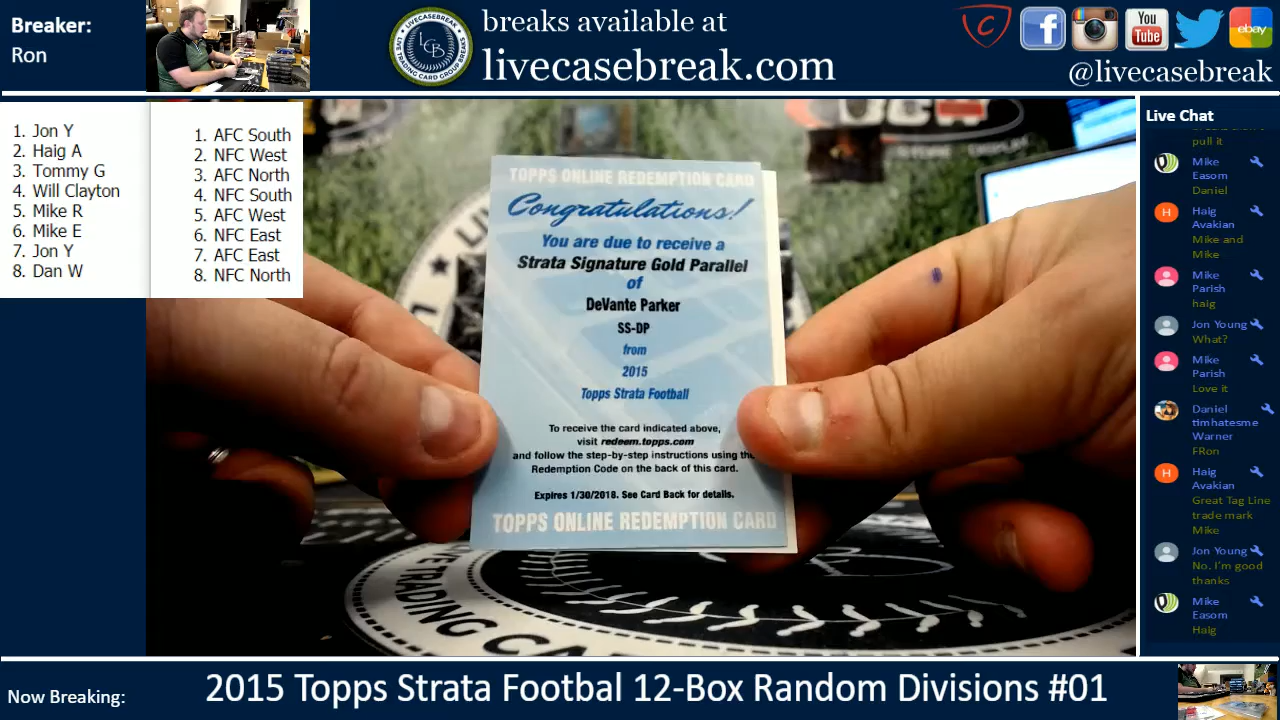 Breaker:
Ron
LCB
breaks available at
livecasebreak.com
You
Tube
ebay
@livecasebreak
1. Jon Y
2. Haig A
3. Tommy G
4. Will Clayton
5. Mike R
6. Mike E
7. Jon Y
8. Dan W
1. AFC South
2. NFC West
3. AFC North
4. NFC South
5. AFC West
6. NFC East
7. AFC East
8. NFC North
TOPPS ONLINE REDEMPTION CARD
Congratulations!
You are due to receive a
Strata Signature Gold Parallel
of
DeVante Parker
SS-DP
from
2015
Topps Strata Football
To receive the card indicated above,
visit redeem.topps.com
and follow the step-by-step instructions using the
Redemption Code on the back of this card.
Expires 1/30/2018. See Card Back for details.
TOPPS ONLINE REDEMPTION CARD
TRADING CARD
Live Chat
pull it
Mike
Easom
Daniel
Haig
Avakian
Mike and
Mike
Mike
Parish
haig
Jon Young
What?
Mike
Parish
Love it
Daniel
timhatesme
Warner
FRon
Haig
Avakian
Great Tag Line
trade mark
Mike
Jon Young
No. I'm good
thanks
Mike
Easom
Haig
Now Breaking:
2015 Topps Strata Footbal 12-Box Random Divisions #01